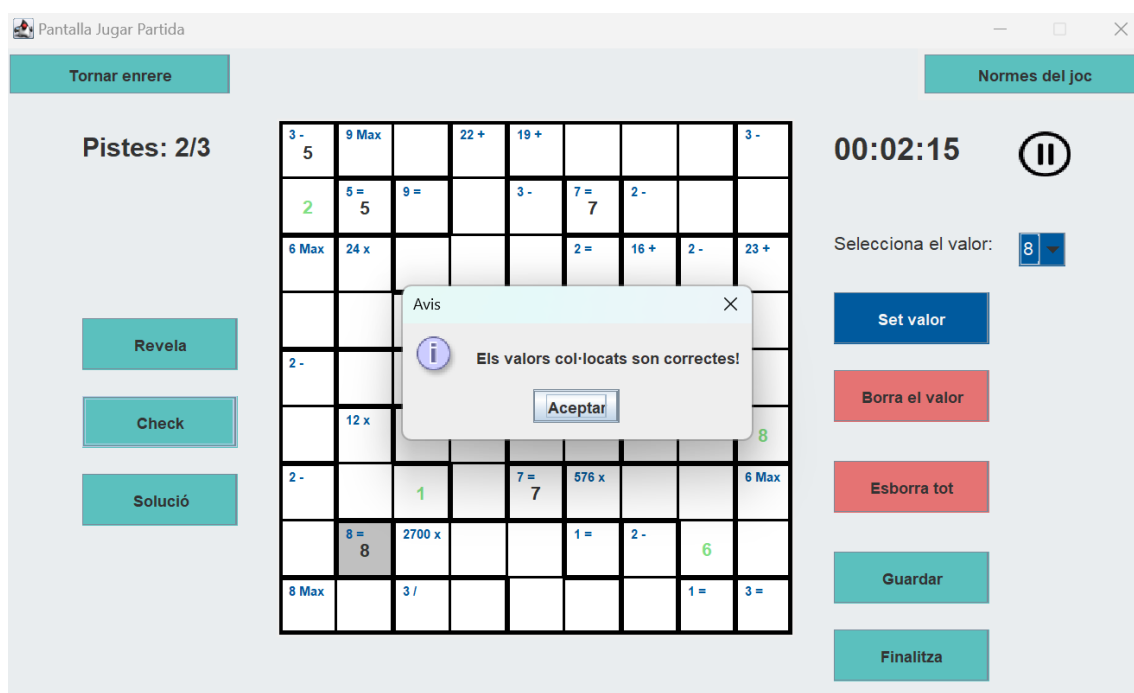 Pantalla Jugar Partida
Tornar enrere
Normes del joc
Pistes: 2/3
00:02:15
3 - 9 Max 22 + 19 + 3 -
5
5 = 9 = 3 - 7 = 2 -
2 5 7
6 Max 24 x 2 = 16 + 2 - 23 +
Selecciona el valor: 8
Avis
Els valors col·locats son correctes!
Aceptar
Set valor
Revela
2 -
Borra el valor
Check
12 x
8
2 - 7 = 576 x 6 Max
1 7
Esborra tot
Solució
8 = 2700 x 1 = 2 -
8 6
Guardar
8 Max 3 / 1 = 3 =
Finalitza